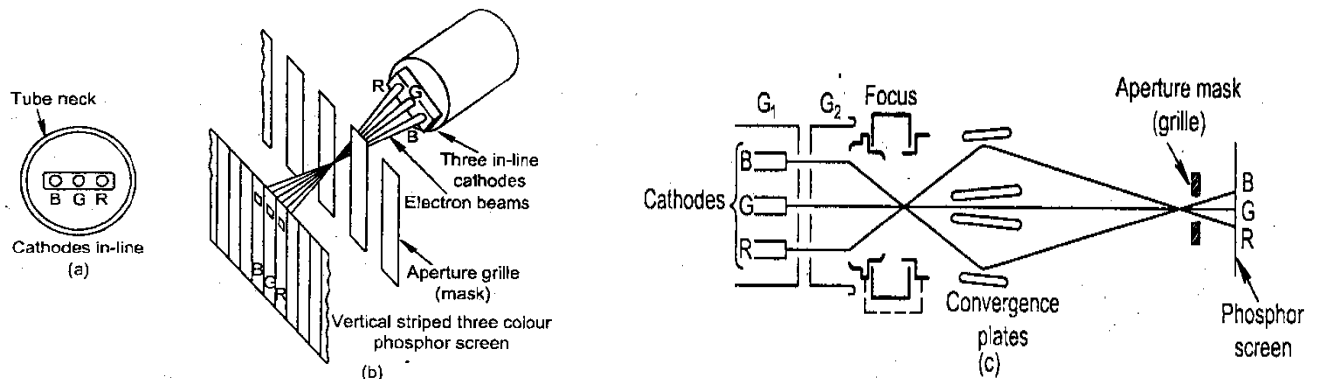 Tube neck
B G R
Cathodes in-line
(a)
R
G
B
Three in-line
cathodes
Electron beams
Aperture grille
(mask)
B
G
R
Vertical striped three colour
phosphor screen
(b)
G₁
G₂
Focus
Aperture mask
(grille)
Cathodes
B
G
R
B
G
R
Convergence
plates
(c)
Phosphor
screen